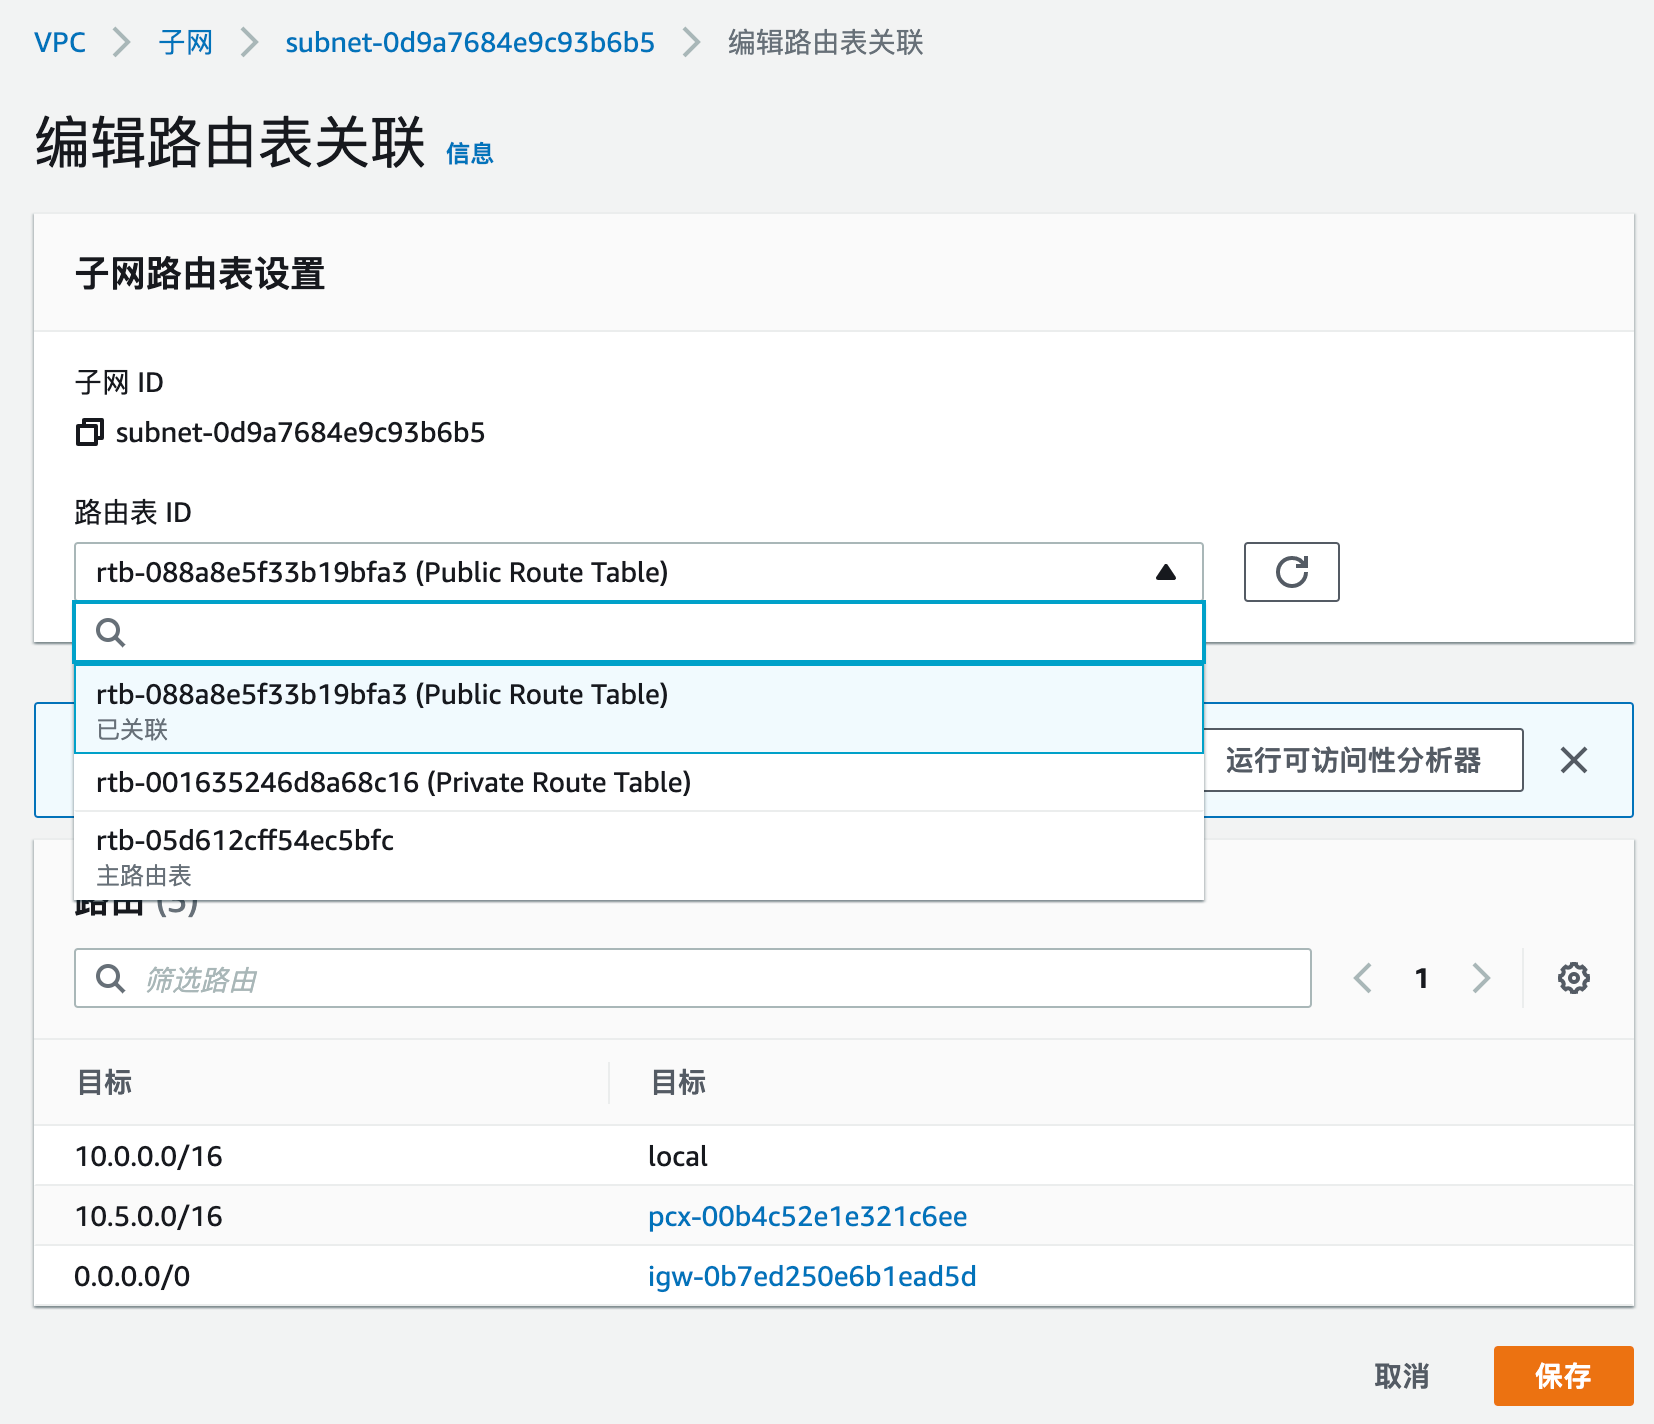 VPC > 子网 > subnet-0d9a7684e9c93b6b5 > 编辑路由表关联
编辑路由表关联 信息
子网路由表设置
子网 ID
subnet-0d9a7684e9c93b6b5
路由表 ID
rtb-088a8e5f33b19bfa3 (Public Route Table)
rtb-088a8e5f33b19bfa3 (Public Route Table)
已关联
运行可访问性分析器
rtb-001635246d8a68c16 (Private Route Table)
rtb-05d612cff54ec5bfc
主路由表
路由 (3)
筛选路由 1
目标 目标
10.0.0.0/16 local
10.5.0.0/16 pcx-00b4c52e1e321c6ee
0.0.0.0/0 igw-0b7ed250e6b1ead5d
取消 保存